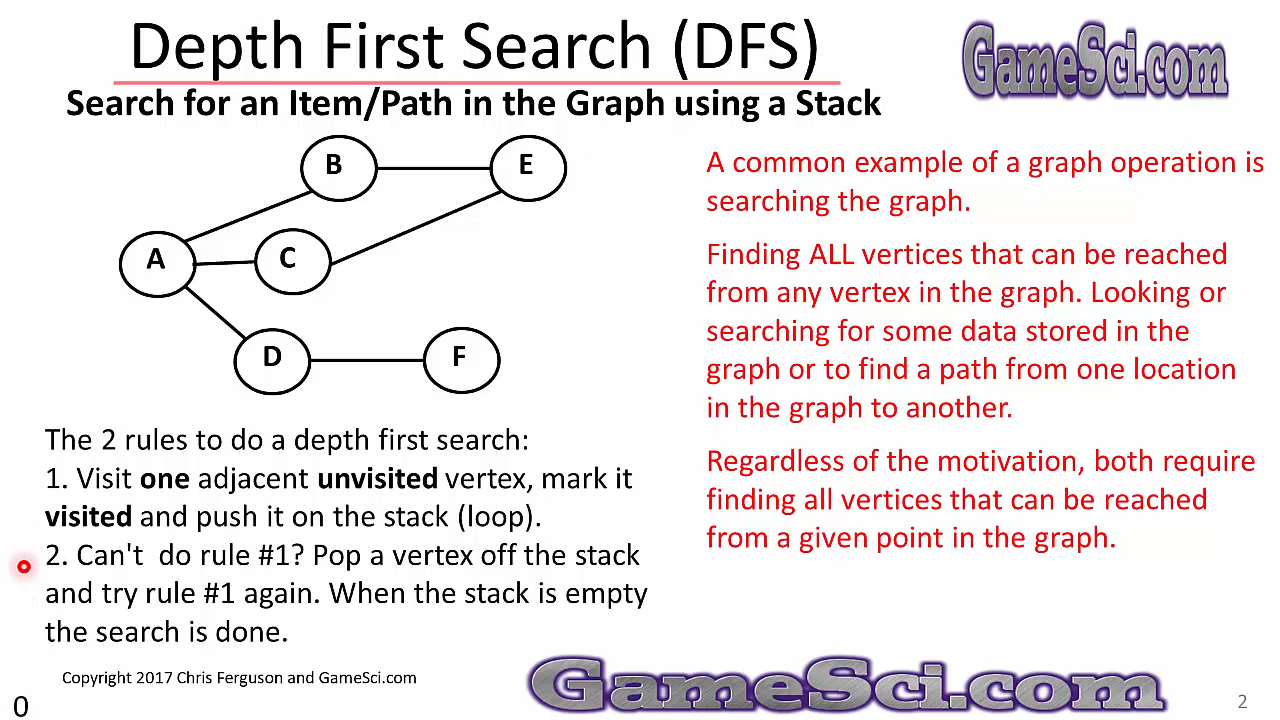 Depth First Search (DFS)
GameSci.com
Search for an Item/Path in the Graph using a Stack
B
E
A
C
D
F
A common example of a graph operation is
searching the graph.
Finding ALL vertices that can be reached
from any vertex in the graph. Looking or
searching for some data stored in the
graph or to find a path from one location
in the graph to another.
Regardless of the motivation, both require
finding all vertices that can be reached
from a given point in the graph.
The 2 rules to do a depth first search:
1. Visit one adjacent unvisited vertex, mark it
visited and push it on the stack (loop).
2. Can't do rule #1? Pop a vertex off the stack
and try rule #1 again. When the stack is empty
the search is done.
Copyright 2017 Chris Ferguson and GameSci.com
GameSci.com
0
2